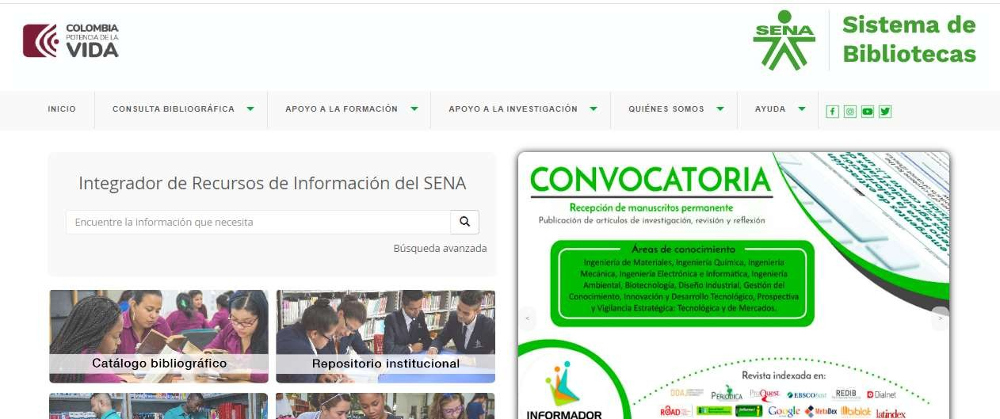 COLOMBIA
POTENCIA DE LA
VIDA
SENA
Sistema de
Bibliotecas
INICIO
CONSULTA BIBLIOGRÁFICA
APOYO A LA FORMACIÓN
APOYO A LA INVESTIGACIÓN
QUIÉNES SOMOS
AYUDA
Integrador de Recursos de Información del SENA
Encuentre la información que necesita
Búsqueda avanzada
Catálogo bibliográfico
Repositorio institucional
CONVOCATORIA
Recepción de manuscritos permanente
Publicación de artículos de investigación, revisión y reflexión
Áreas de conocimiento
Ingeniería de Materiales, Ingeniería Química, Ingeniería
Mecánica, Ingeniería Electrónica e Informática, Ingeniería
Ambiental, Biotecnología, Diseño Industrial, Gestión del
Conocimiento, Innovación y Desarrollo Tecnológico, Prospectiva
y Vigilancia Estratégica: Tecnológica y de Mercados.
< >
INFORMADOR
Revista indexada en:
DOAJ PERIÓDICA ProQuest EBSCOhost REDIB Dialnet
ROAD Google MetaDex biblat latindex